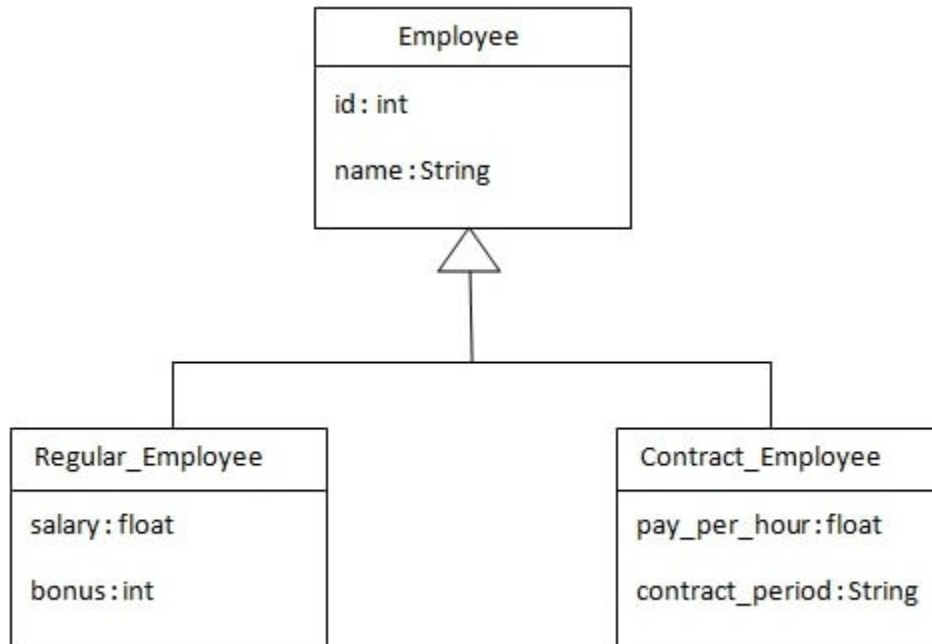 Employee
id : int
name : String
Regular_Employee
salary : float
bonus : int
Contract_Employee
pay_per_hour : float
contract_period : String